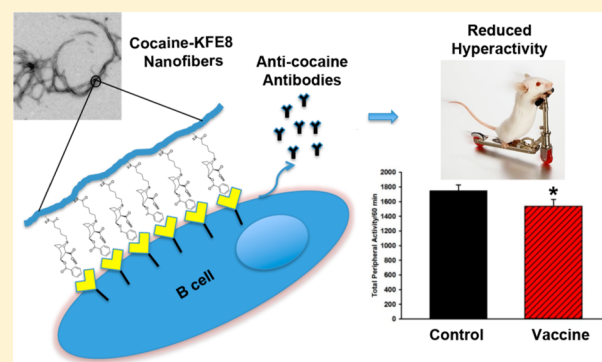 Cocaine-KFE8
Nanofibers
Anti-cocaine
Antibodies
Reduced
Hyperactivity
B cell
Total Peripheral Activity/60 min
2000
1800
1600
1400
1200
1000
800
600
400
200
0
*
Control
Vaccine